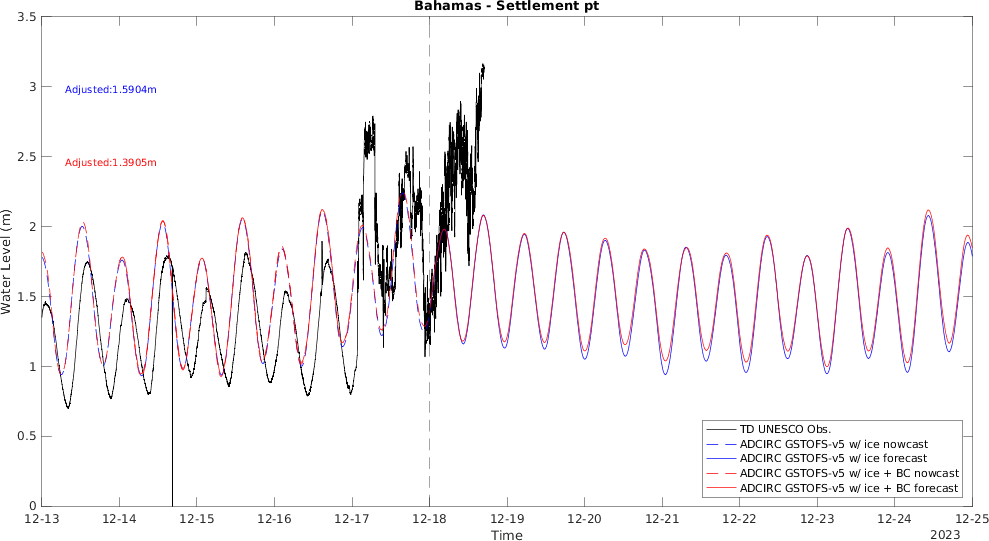 Bahamas - Settlement pt
3.5
3
2.5
2
1.5
1
0.5
0
Water Level (m)
Adjusted:1.5904m
Adjusted:1.3905m
TD UNESCO Obs.
ADCIRC GSTOFS-v5 w/ ice nowcast
ADCIRC GSTOFS-v5 w/ ice forecast
ADCIRC GSTOFS-v5 w/ ice + BC nowcast
ADCIRC GSTOFS-v5 w/ ice + BC forecast
12-13 12-14 12-15 12-16 12-17 12-18 12-19 12-20 12-21 12-22 12-23 12-24 12-25
Time
2023